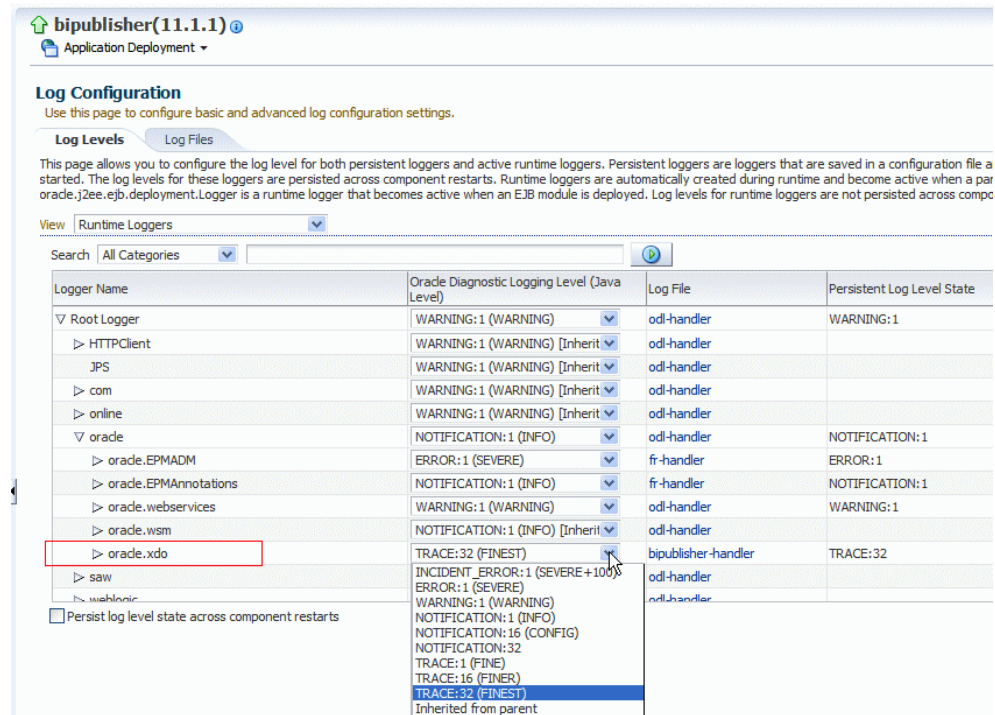 bipublisher(11.1.1)
Application Deployment
Log Configuration
Use this page to configure basic and advanced log configuration settings.
Log Levels Log Files
This page allows you to configure the log level for both persistent loggers and active runtime loggers. Persistent loggers are loggers that are saved in a configuration file a
started. The log levels for these loggers are persisted across component restarts. Runtime loggers are automatically created during runtime and become active when a par
oracle.j2ee.ejb.deployment.Logger is a runtime logger that becomes active when an EJB module is deployed. Log levels for runtime loggers are not persisted across compo
View Runtime Loggers
Search All Categories
Logger Name Oracle Diagnostic Logging Level (Java Level) Log File Persistent Log Level State
Root Logger WARNING:1 (WARNING) odl-handler WARNING:1
HTTPClient WARNING:1 (WARNING) [Inherit odl-handler
JPS WARNING:1 (WARNING) [Inherit odl-handler
com WARNING:1 (WARNING) [Inherit odl-handler
online WARNING:1 (WARNING) [Inherit odl-handler
oracle NOTIFICATION:1 (INFO) odl-handler NOTIFICATION:1
oracle.EPMADM ERROR:1 (SEVERE) fr-handler ERROR:1
oracle.EPMAnnotations NOTIFICATION:1 (INFO) fr-handler NOTIFICATION:1
oracle.webservices WARNING:1 (WARNING) odl-handler WARNING:1
oracle.wsm NOTIFICATION:1 (INFO) [Inherit odl-handler
oracle.xdo TRACE:32 (FINEST) bipublisher-handler TRACE:32
saw odl-handler
weblogic odl-handler
Persist log level state across component restarts
INCIDENT_ERROR:1 (SEVERE+100)
ERROR:1 (SEVERE)
WARNING:1 (WARNING)
NOTIFICATION:1 (INFO)
NOTIFICATION:16 (CONFIG)
NOTIFICATION:32
TRACE:1 (FINE)
TRACE:16 (FINER)
TRACE:32 (FINEST)
Inherited from parent